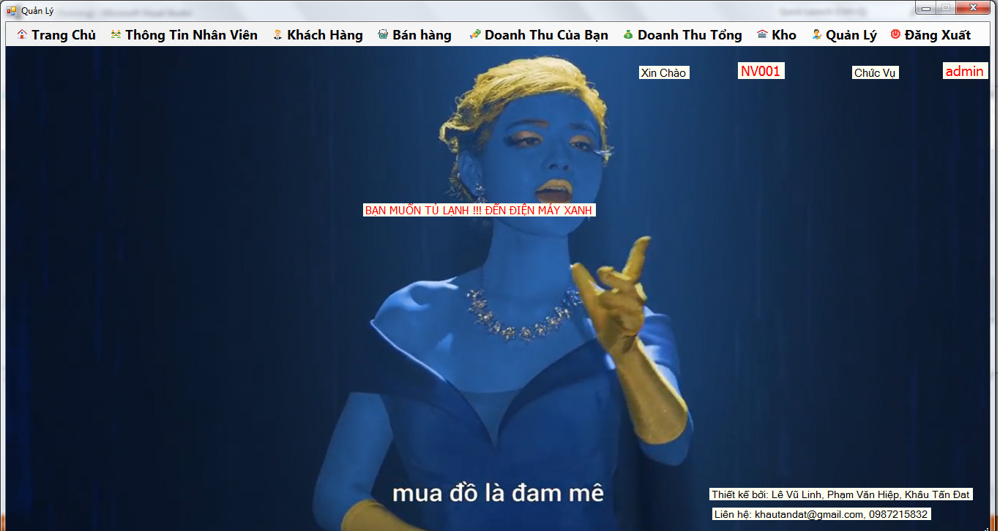 Quản Lý
Trang Chủ Thông Tin Nhân Viên Khách Hàng Bán hàng Doanh Thu Của Bạn Doanh Thu Tổng Kho Quản Lý Đăng Xuất
Xin Chào NV001 Chức Vụ admin
BẠN MUỐN TỦ LẠNH !!! ĐẾN ĐIỆN MÁY XANH
mua đồ là đam mê
Thiết kế bởi: Lê Vũ Linh, Phạm Văn Hiệp, Khâu Tấn Đạt
Liên hệ: khautandat@gmail.com, 0987215832